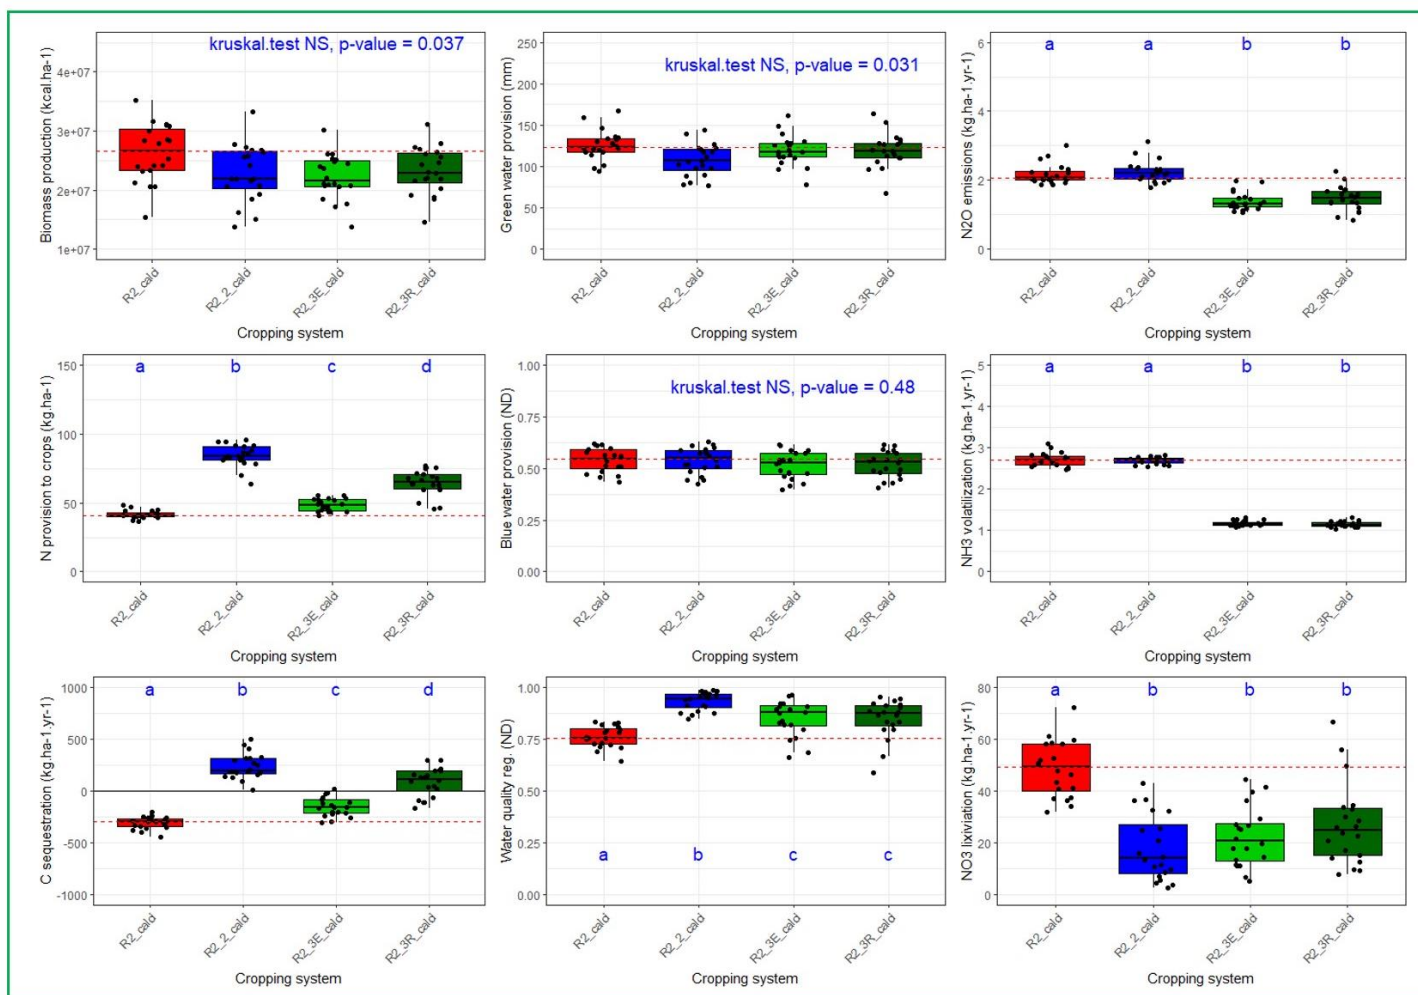 kruskal.test NS, p-value = 0.037
Biomass production (kcal.ha-1)
4e+07
3e+07
2e+07
1e+07
R2_cald
R2_2_cald
R2_3E_cald
R2_3R_cald
Cropping system
kruskal.test NS, p-value = 0.031
Green water provision (mm)
250
200
150
100
50
0
R2_cald
R2_2_cald
R2_3E_cald
R2_3R_cald
Cropping system
a a b b
N2O emissions (kg.ha-1.yr-1)
6
4
2
0
R2_cald
R2_2_cald
R2_3E_cald
R2_3R_cald
Cropping system
a b c d
N provision to crops (kg.ha-1)
150
100
50
0
R2_cald
R2_2_cald
R2_3E_cald
R2_3R_cald
Cropping system
kruskal.test NS, p-value = 0.48
Blue water provision (ND)
1.00
0.75
0.50
0.25
0.00
R2_cald
R2_2_cald
R2_3E_cald
R2_3R_cald
Cropping system
a a b b
NH3 volatilization (kg.ha-1.yr-1)
5
4
3
2
1
0
R2_cald
R2_2_cald
R2_3E_cald
R2_3R_cald
Cropping system
a b c d
C sequestration (kg.ha-1.yr-1)
1000
500
0
-500
-1000
R2_cald
R2_2_cald
R2_3E_cald
R2_3R_cald
Cropping system
Water quality reg. (ND)
1.00
0.75
0.50
0.25
0.00
a b c c
R2_cald
R2_2_cald
R2_3E_cald
R2_3R_cald
Cropping system
a b b b
NO3 lixiviation (kg.ha-1.yr-1)
80
60
40
20
0
R2_cald
R2_2_cald
R2_3E_cald
R2_3R_cald
Cropping system